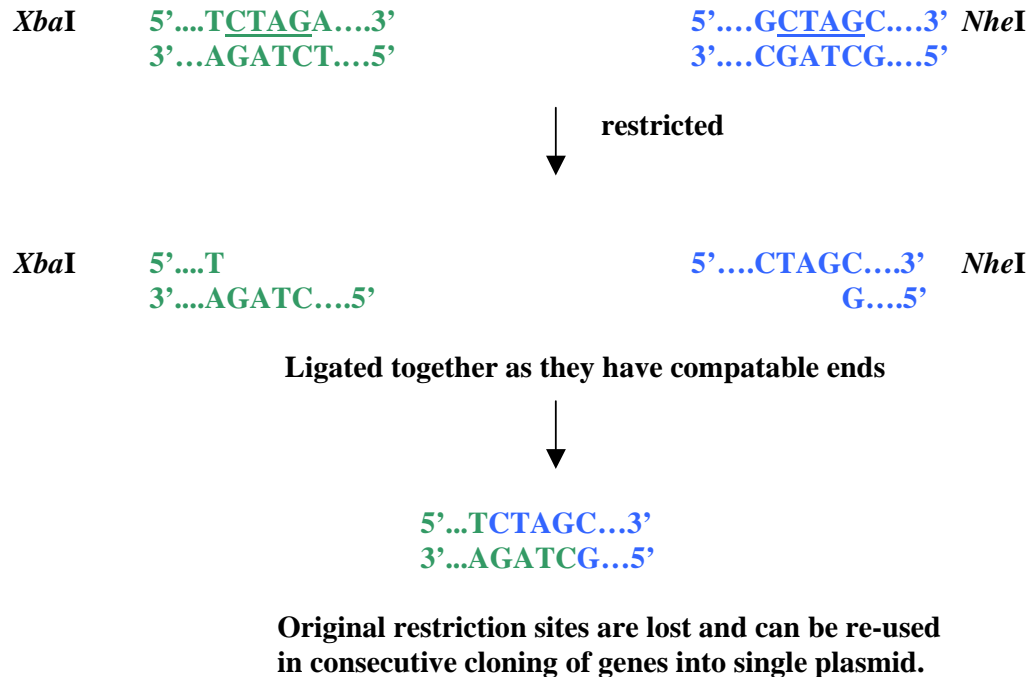 XbaI 5’....TCTAGA….3’ 5’….GCTAGC.…3’ NheI
3’…AGATCT.…5’ 3’.…CGATCG.…5’
restricted
XbaI 5’....T 5’….CTAGC….3’ NheI
3’....AGATC….5’ G….5’
Ligated together as they have compatable ends
5’...TCTAGC…3’
3’...AGATCG…5’
Original restriction sites are lost and can be re-used
in consecutive cloning of genes into single plasmid.